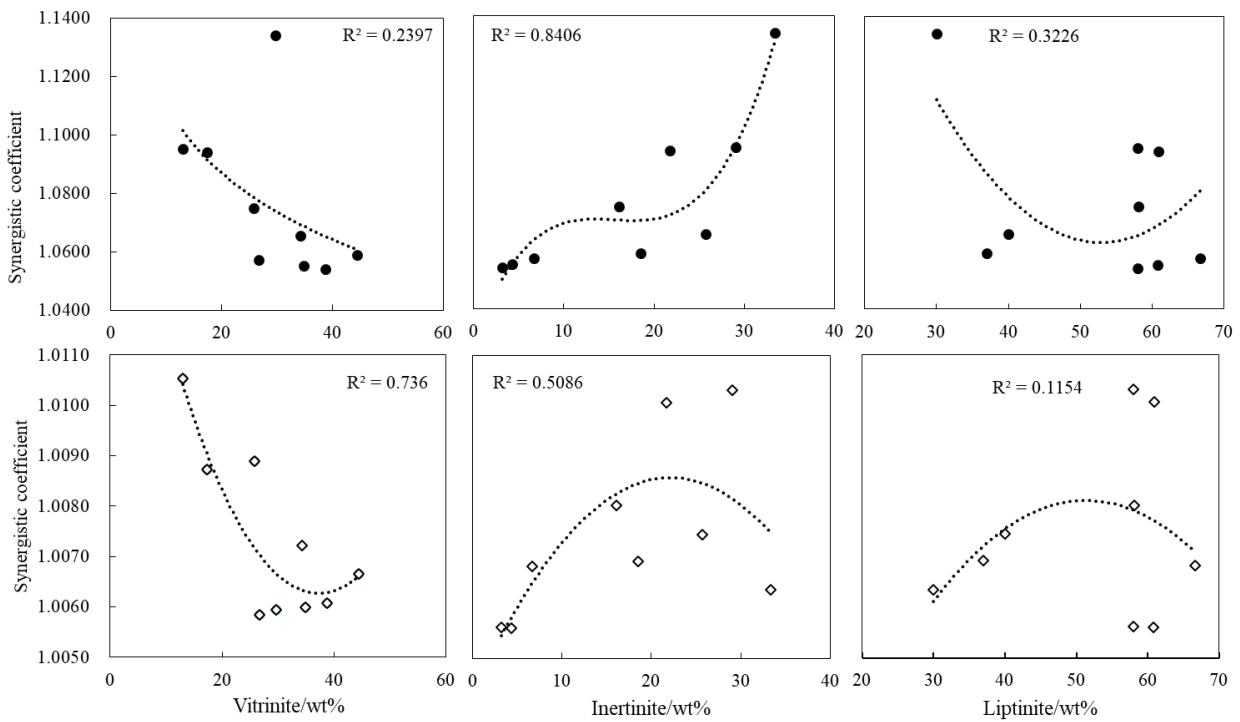 R² = 0.2397
R² = 0.8406
R² = 0.3226
Synergistic coefficient
1.1400
1.1200
1.1000
1.0800
1.0600
1.0400
0 20 40 60
0 10 20 30 40
20 30 40 50 60 70
R² = 0.736
R² = 0.5086
R² = 0.1154
Synergistic coefficient
1.0110
1.0100
1.0090
1.0080
1.0070
1.0060
1.0050
0 20 40 60
0 10 20 30 40
20 30 40 50 60 70
Vitrinite/wt%
Inertinite/wt%
Liptinite/wt%